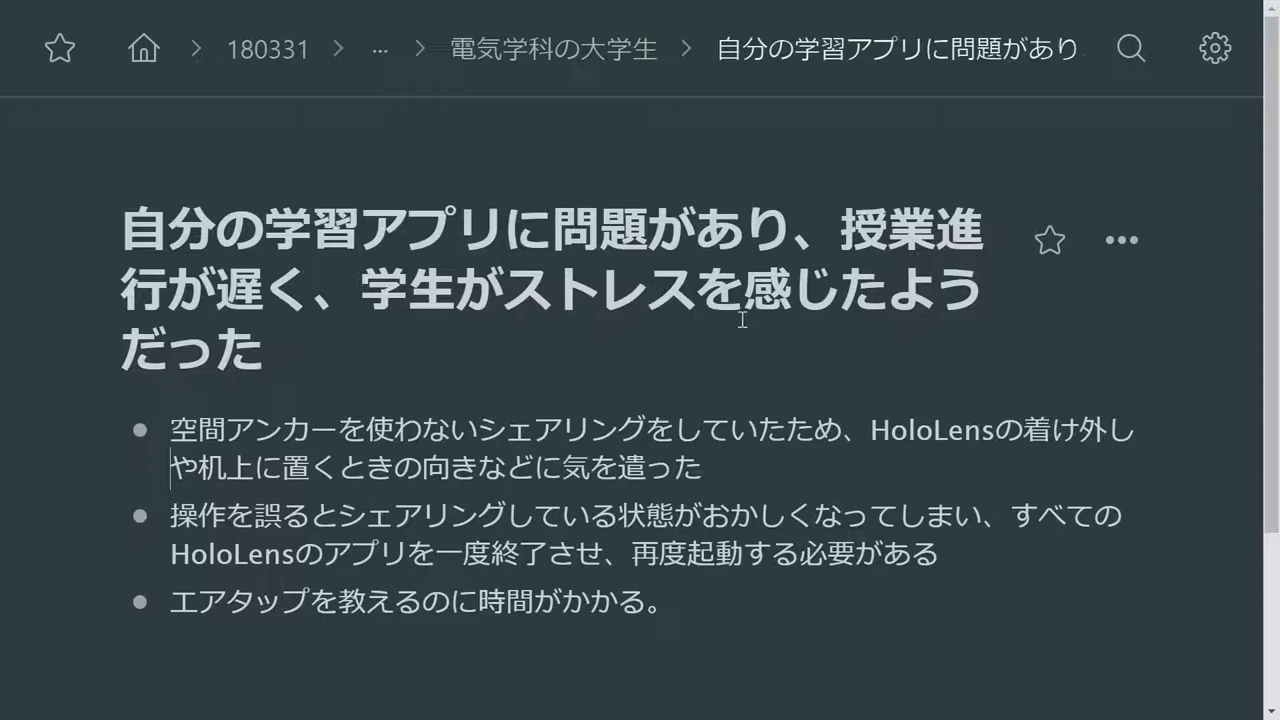 180331 … 電気学科の大学生 自分の学習アプリに問題があり
自分の学習アプリに問題があり、授業進
行が遅く、学生がストレスを感じたよう
だった
空間アンカーを使わないシェアリングをしていたため、HoloLensの着け外し
や机上に置くときの向きなどに気を遣った
操作を誤るとシェアリングしている状態がおかしくなってしまい、すべての
HoloLensのアプリを一度終了させ、再度起動する必要がある
エアタップを教えるのに時間がかかる。